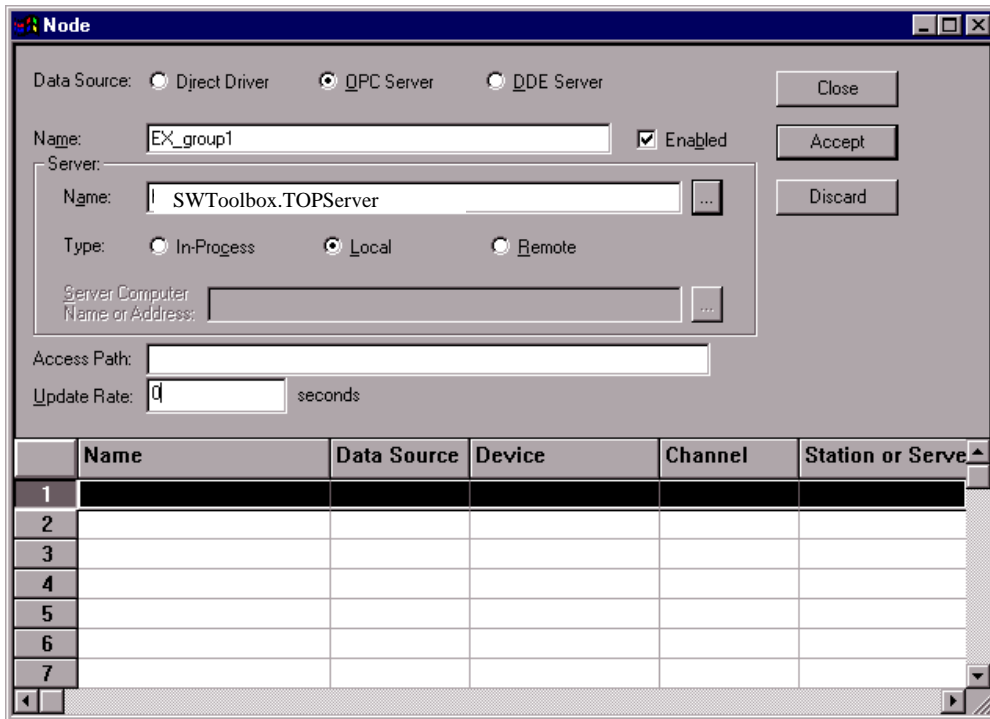 Node
Data Source: Direct Driver OPC Server DDE Server Close
Name: EX_group1 Enabled Accept
Server:
Name: SWToolbox.TOPServer ... Discard
Type: In-Process Local Remote
Server Computer
Name or Address: ...
Access Path:
Update Rate: 0 seconds
Name Data Source Device Channel Station or Serve
1
2
3
4
5
6
7